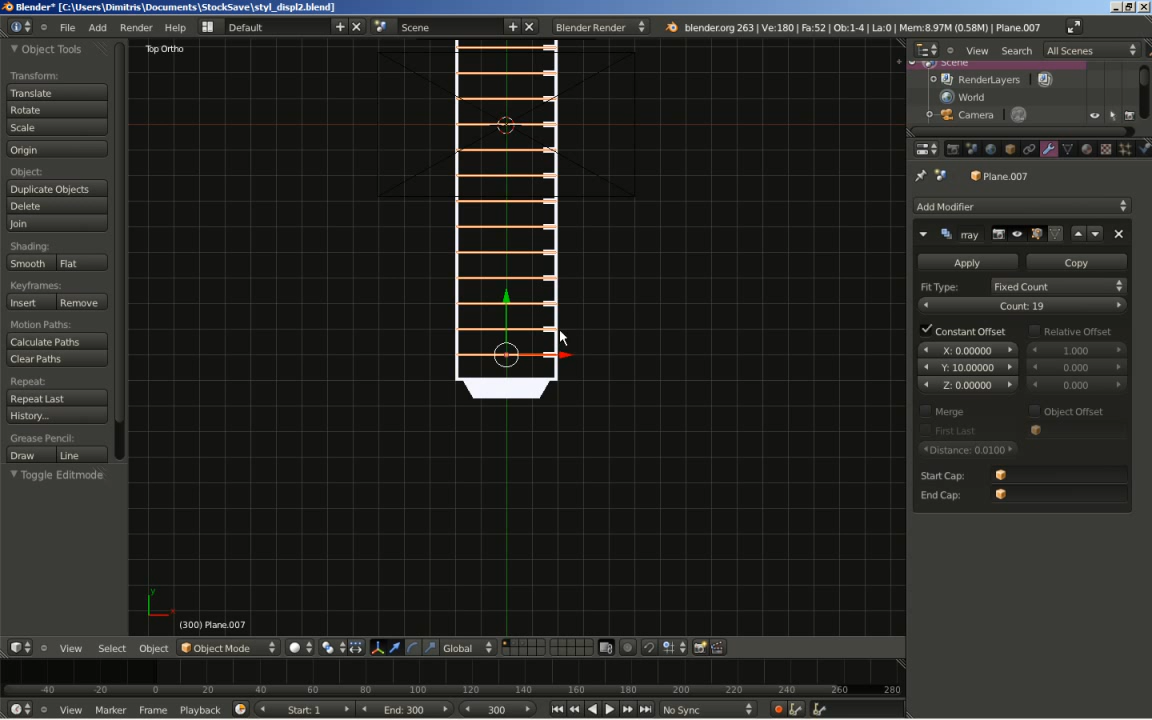 Blender* [C:\Users\Dimitris\Documents\StockSave\styl_displ2.blend]
File Add Render Help Default Scene Blender Render blender.org 263 | Ve:180 | Fa:52 | Ob:1-4 | La:0 | Mem:8.97M (0.58M) | Plane.007
Object Tools
Transform:
Translate
Rotate
Scale
Origin
Object:
Duplicate Objects
Delete
Join
Shading:
Smooth Flat
Keyframes:
Insert Remove
Motion Paths:
Calculate Paths
Clear Paths
Repeat:
Repeat Last
History...
Grease Pencil:
Draw Line
Toggle Editmode
Top Ortho
y
x
(300) Plane.007
View Search All Scenes
Scene
RenderLayers
World
Camera
Plane.007
Add Modifier
rray
Apply Copy
Fit Type: Fixed Count
Count: 19
Constant Offset Relative Offset
X: 0.00000 1.000
Y: 10.00000 0.000
Z: 0.00000 0.000
Merge Object Offset
First Last
Distance: 0.0100
Start Cap:
End Cap:
View Select Object Object Mode Global
-40 -20 0 20 40 60 80 100 120 140 160 180 200 220 240 260 280
View Marker Frame Playback Start: 1 End: 300 300 No Sync